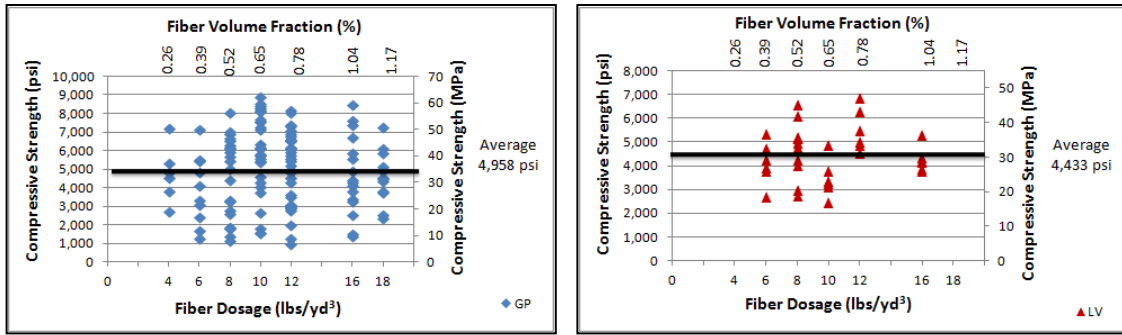 Fiber Volume Fraction (%)
0.26 0.39 0.52 0.65 0.78 1.04 1.17
Compressive Strength (psi)
10,000
9,000
8,000
7,000
6,000
5,000
4,000
3,000
2,000
1,000
0
70
60
50
40
30
20
10
0
Compressive Strength (MPa)
Average
4,958 psi
0 2 4 6 8 10 12 14 16 18
Fiber Dosage (lbs/yd³)
GP
Fiber Volume Fraction (%)
0.26 0.39 0.52 0.65 0.78 1.04 1.17
Compressive Strength (psi)
8,000
7,000
6,000
5,000
4,000
3,000
2,000
1,000
0
50
40
30
20
10
0
Compressive Strength (MPa)
Average
4,433 psi
0 2 4 6 8 10 12 14 16 18
Fiber Dosage (lbs/yd³)
LV